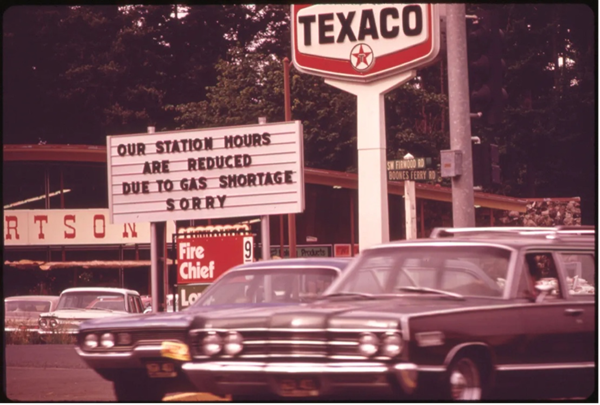 TEXACO
T
OUR STATION HOURS
ARE REDUCED
DUE TO GAS SHORTAGE
SORRY
SW FIRWOOD RD
BOONES FERRY RD
RTSON
Fire
Chief
9